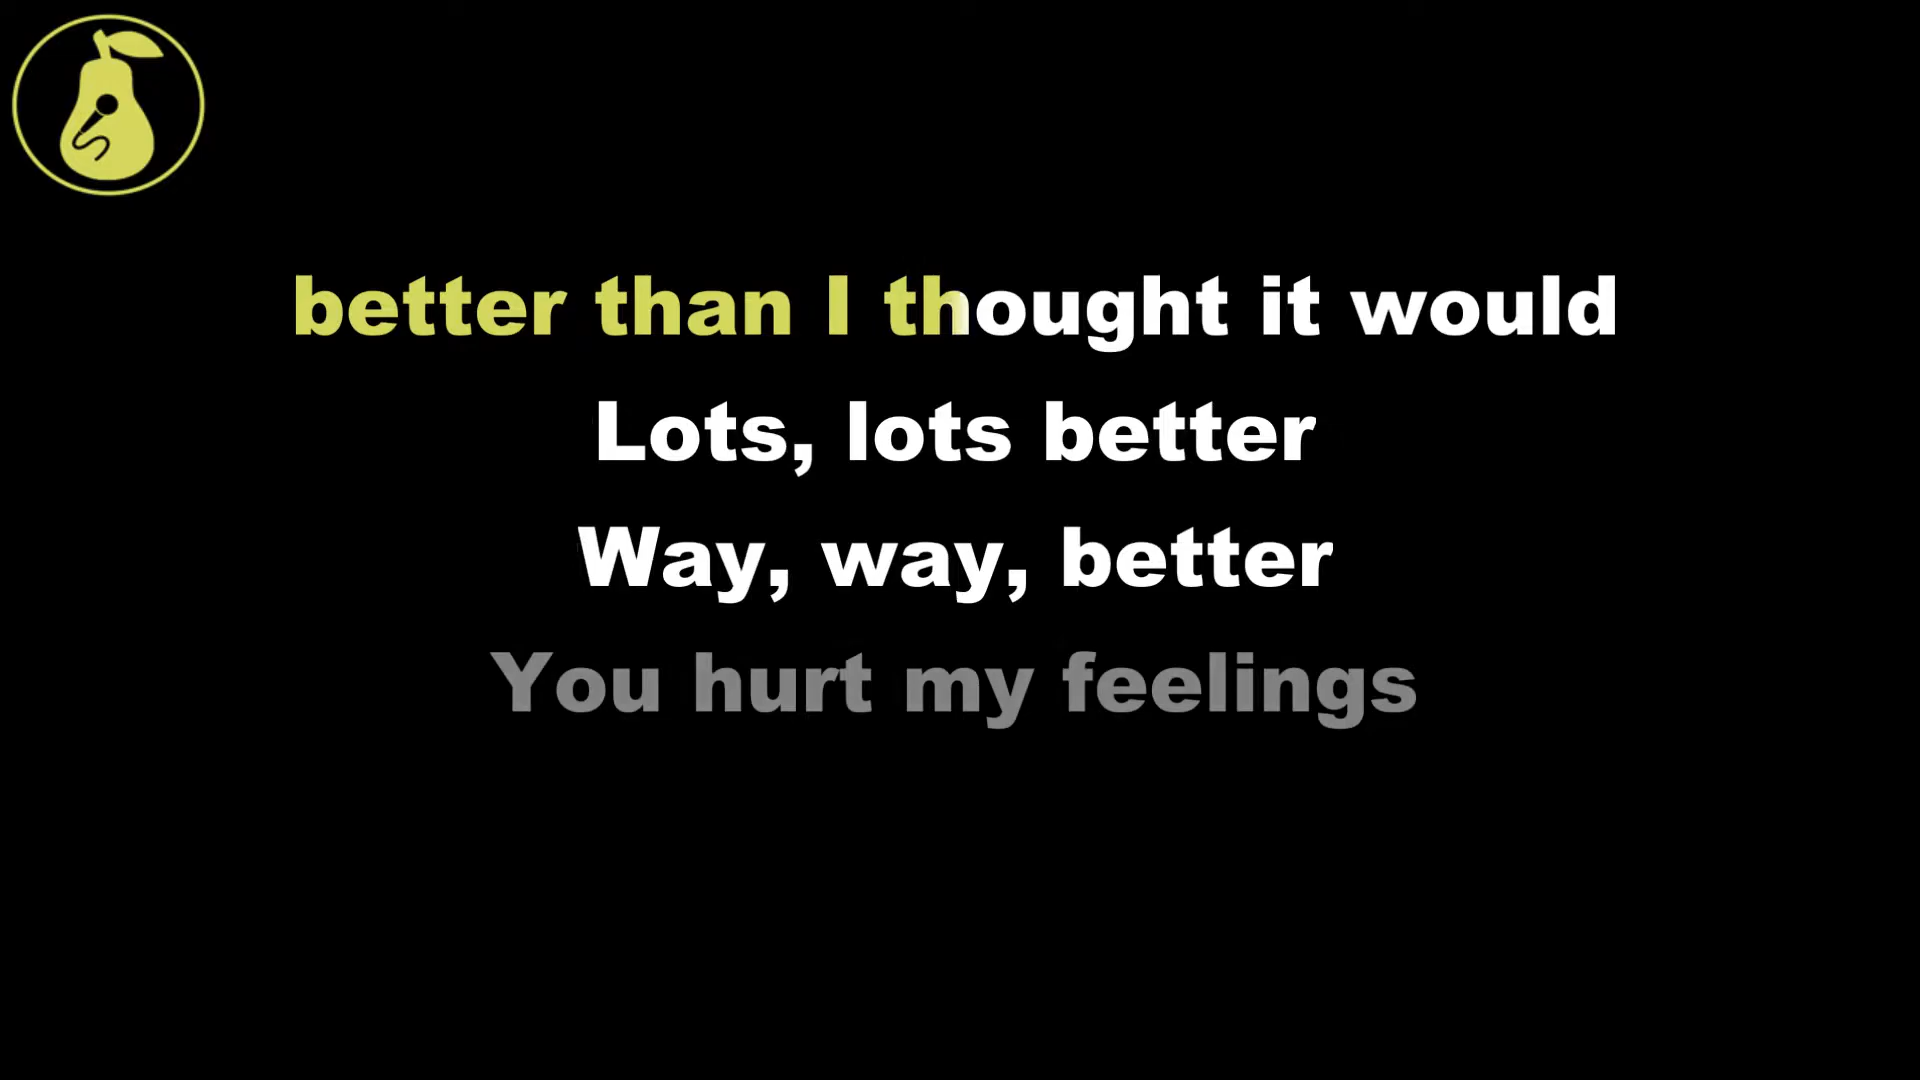 better than I thought it would
Lots, lots better
Way, way, better
You hurt my feelings